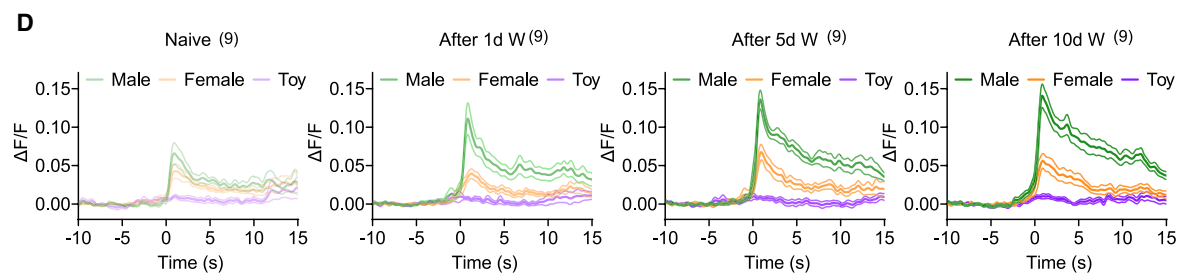 D
Naive (9)
Male Female Toy
ΔF/F
0.15
0.10
0.05
0.00
-10 -5 0 5 10 15
Time (s)
After 1d W (9)
Male Female Toy
ΔF/F
0.15
0.10
0.05
0.00
-10 -5 0 5 10 15
Time (s)
After 5d W (9)
Male Female Toy
ΔF/F
0.15
0.10
0.05
0.00
-10 -5 0 5 10 15
Time (s)
After 10d W (9)
Male Female Toy
ΔF/F
0.15
0.10
0.05
0.00
-10 -5 0 5 10 15
Time (s)